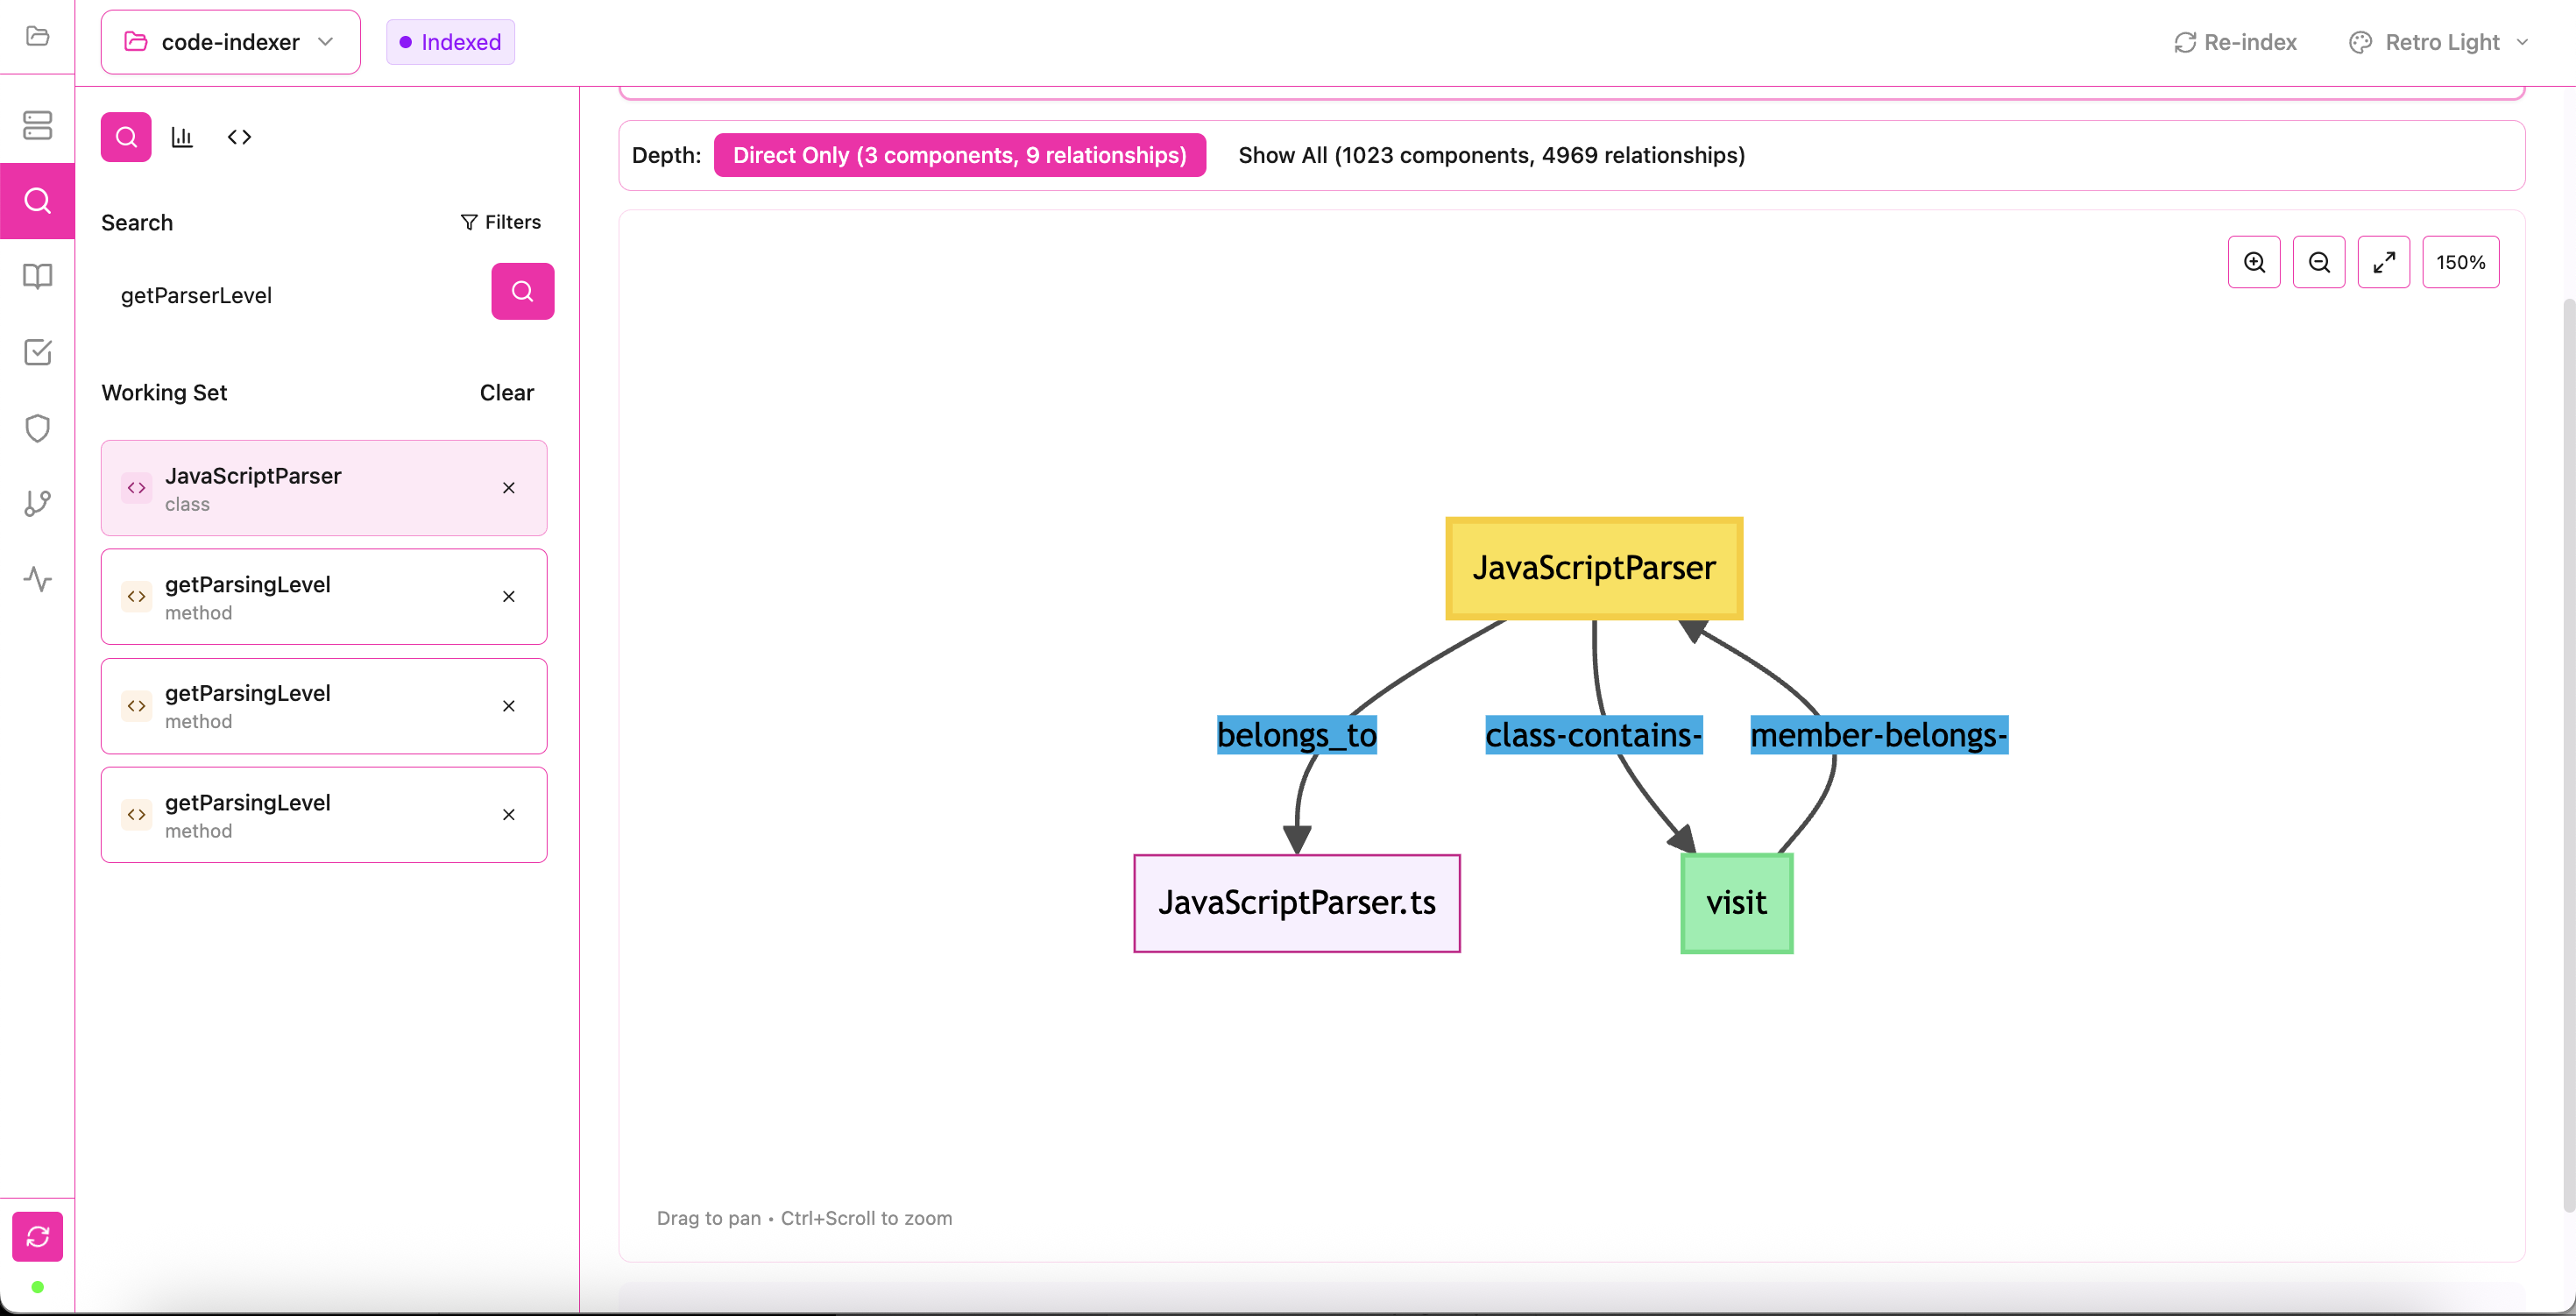 code-indexer
Indexed
Re-index
Retro Light
Depth:
Direct Only (3 components, 9 relationships)
Show All (1023 components, 4969 relationships)
Search
Filters
getParserLevel
Working Set
Clear
JavaScriptParser
class
getParsingLevel
method
getParsingLevel
method
getParsingLevel
method
150%
JavaScriptParser
belongs_to
class-contains-
member-belongs-
JavaScriptParser.ts
visit
Drag to pan • Ctrl+Scroll to zoom